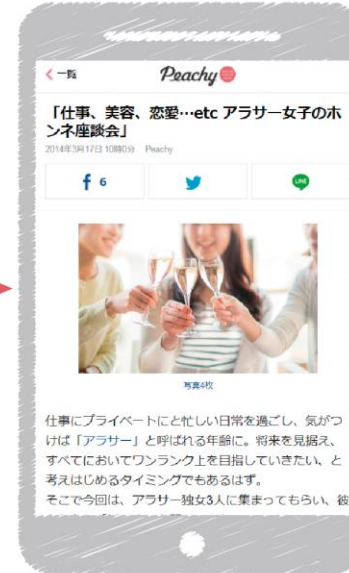 一覧
Peachy
「仕事、美容、恋愛…etc アラサー女子のホ
ンネ座談会」
2014年3月17日 10時0分 Peachy
6
LINE
写真4枚
仕事にプライベートにと忙しい日常を過ごし、気がつ
けば「アラサー」と呼ばれる年齢に。将来を見据え、
すべてにおいてワンランク上を目指していきたい、と
考えはじめるタイミングでもあるはず。
そこで今回は、アラサー独女3人に集まってもらい、彼